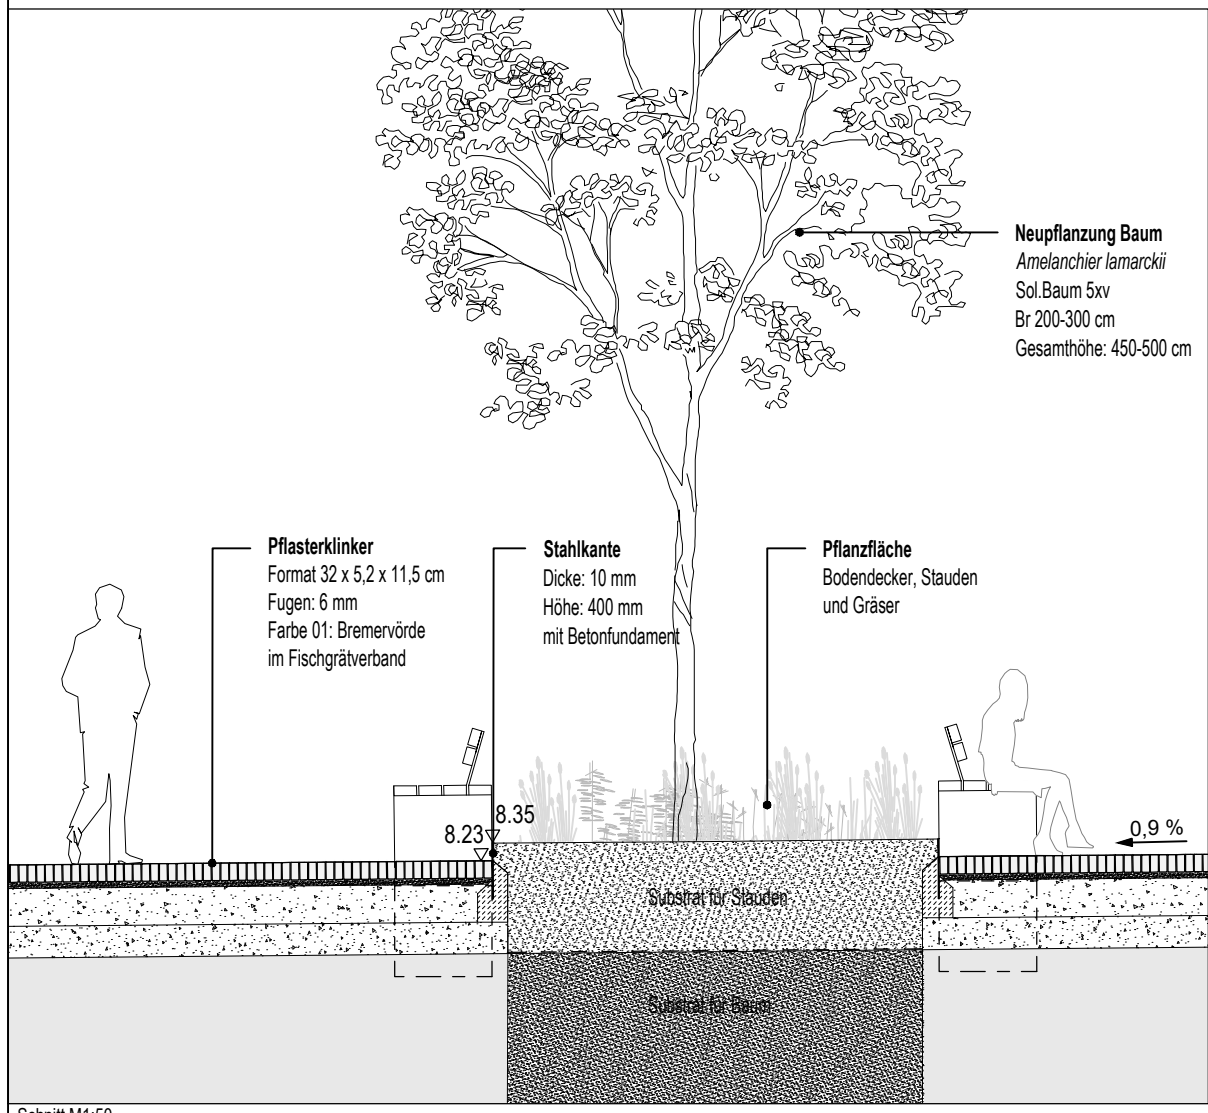 Neupflanzung Baum
Amelanchier lamarckii
Sol.Baum 5xv
Br 200-300 cm
Gesamthöhe: 450-500 cm
Pflasterklinker
Format 32 x 5,2 x 11,5 cm
Fugen: 6 mm
Farbe 01: Bremervörde
im Fischgrätverband
Stahlkante
Dicke: 10 mm
Höhe: 400 mm
mit Betonfundament
Pflanzfläche
Bodendecker, Stauden
und Gräser
8.35
8.23
0,9 %
Substrat für Stauden
Substrat für Baum
Schnitt M1:50